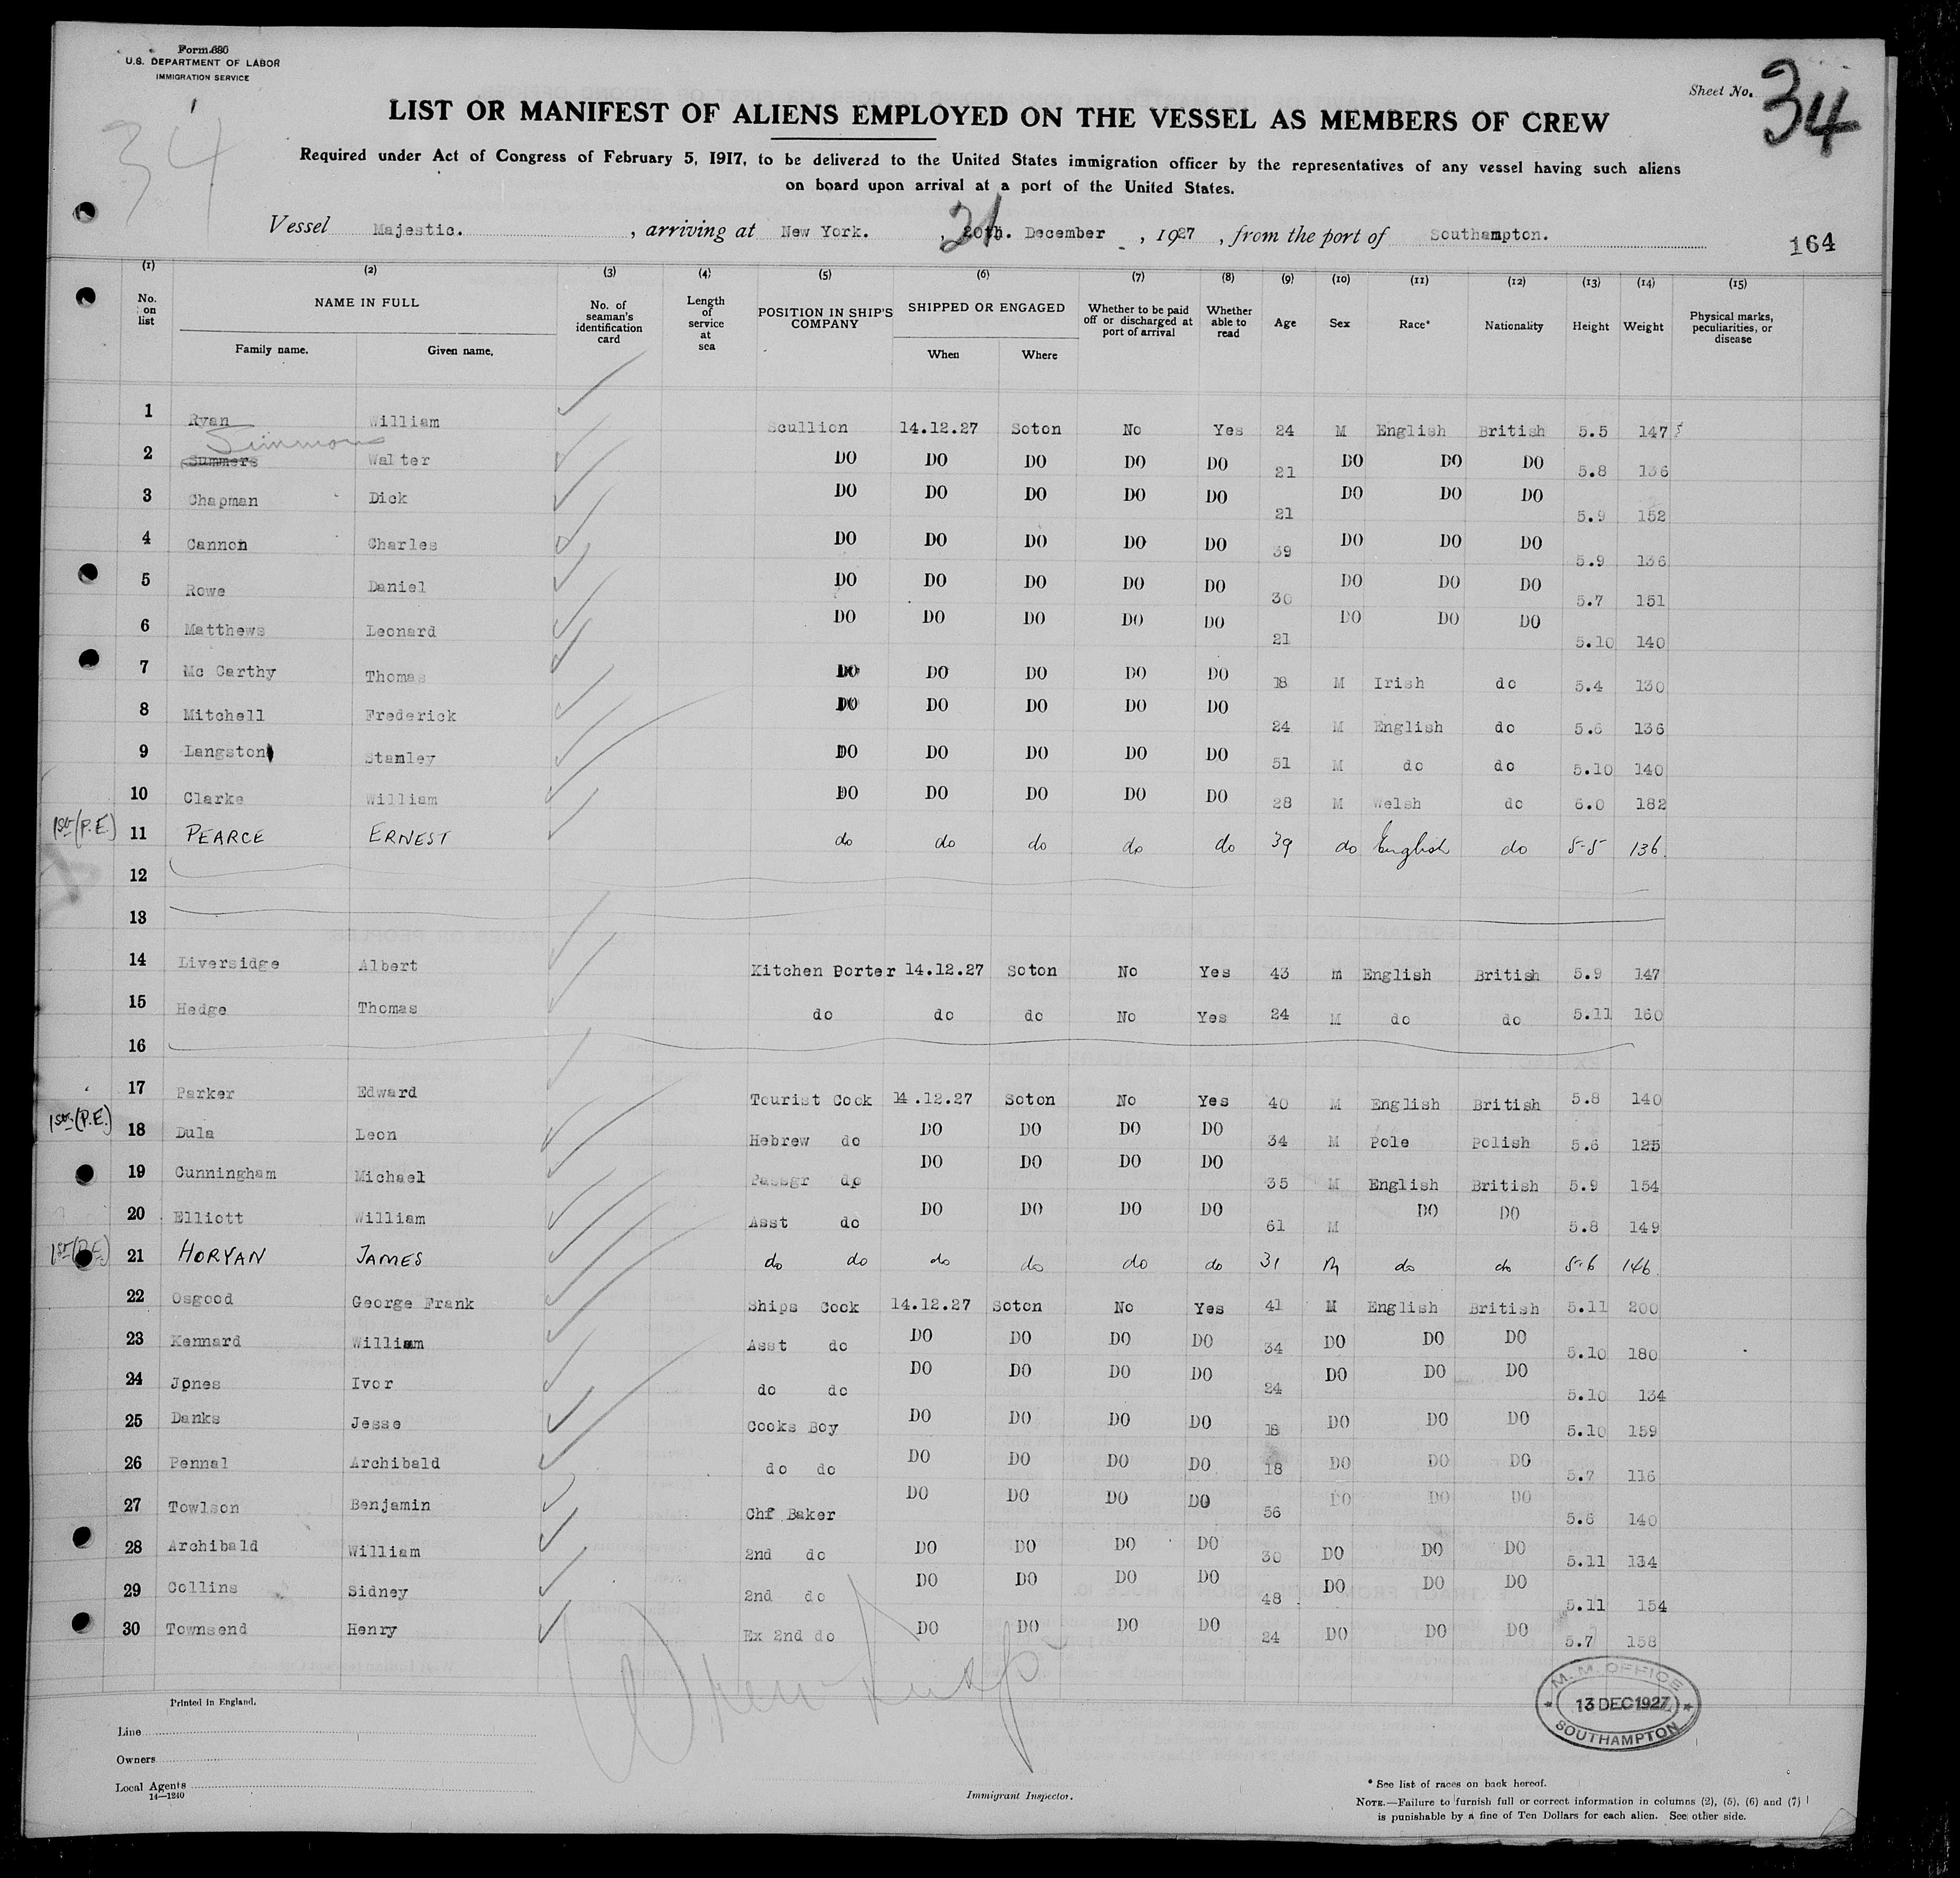 Form 680
U.S. DEPARTMENT OF LABOR
IMMIGRATION SERVICE
34
Sheet No. 34
LIST OR MANIFEST OF ALIENS EMPLOYED ON THE VESSEL AS MEMBERS OF CREW
Required under Act of Congress of February 5, 1917, to be delivered to the United States immigration officer by the representatives of any vessel having such aliens
on board upon arrival at a port of the United States.
Vessel Majestic. , arriving at New York. , 21 20th. December , 1927 , from the port of Southampton.
164
(1) (2) (3) (4) (5) (6) (7) (8) (9) (10) (11) (12) (13) (14) (15)
No. on list NAME IN FULL Family name. Given name. No. of seaman's identification card Length of service at sea POSITION IN SHIP'S COMPANY SHIPPED OR ENGAGED When Where Whether to be paid off or discharged at port of arrival Whether able to read Age Sex Race* Nationality Height Weight Physical marks, peculiarities, or disease
1 Ryan William Scullion 14.12.27 Soton No Yes 24 M English British 5.5 147
Simmons
2 Summers Walter DO DO DO DO DO 21 DO DO DO 5.8 136
3 Chapman Dick DO DO DO DO DO 21 DO DO DO 5.9 152
4 Cannon Charles DO DO DO DO DO 39 DO DO DO 5.9 136
5 Rowe Daniel DO DO DO DO DO 30 DO DO DO 5.7 151
6 Matthews Leonard DO DO DO DO DO 21 DO DO DO 5.10 140
7 Mc Carthy Thomas DO DO DO DO DO 18 M Irish do 5.4 130
8 Mitchell Frederick DO DO DO DO DO 24 M English do 5.6 136
9 Langston Stanley DO DO DO DO DO 51 M do do 5.10 140
10 Clarke William DO DO DO DO DO 28 M Welsh do 6.0 182
1st (P.E.) 11 PEARCE ERNEST do do do do do 39 do English do 5-5 136.
12
13
14 Liversidge Albert Kitchen Porter 14.12.27 Soton No Yes 43 m English British 5.9 147
15 Hedge Thomas do do do No Yes 24 M do do 5.11 160
16
17 Parker Edward Tourist Cook 14.12.27 Soton No Yes 40 M English British 5.8 140
1st (P.E.) 18 Dula Leon Hebrew do DO DO DO DO 34 M Pole Polish 5.6 125
19 Cunningham Michael Passgr do DO DO DO DO 35 M English British 5.9 154
20 Elliott William Asst do DO DO DO DO 61 M DO DO 5.8 149
1st (P.E.) 21 HORYAN JAMES do do do do do do 31 M do do 5-6 146.
22 Osgood George Frank Ships Cook 14.12.27 Soton No Yes 41 M English British 5.11 200
23 Kennard William Asst do DO DO DO DO 34 DO DO DO 5.10 180
24 Jones Ivor do do DO DO DO DO 24 DO DO DO 5.10 134
25 Danks Jesse Cooks Boy DO DO DO DO 18 DO DO DO 5.10 159
26 Pennal Archibald do do DO DO DO DO 18 DO DO DO 5.7 116
27 Towlson Benjamin Chf Baker DO DO DO DO 56 DO DO DO 5.6 140
28 Archibald William 2nd do DO DO DO DO 30 DO DO DO 5.11 134
29 Collins Sidney 2nd do DO DO DO DO 48 DO DO DO 5.11 154
30 Townsend Henry Ex 2nd do DO DO DO DO 24 DO DO DO 5.7 158
M.M. OFFICE
13 DEC 1927
SOUTHAMPTON
Printed in England.
Line
Owners
Local Agents
14—1240
Immigrant Inspector.
* See list of races on back hereof.
NOTE.—Failure to furnish full or correct information in columns (2), (5), (6) and (7)
is punishable by a fine of Ten Dollars for each alien. See other side.